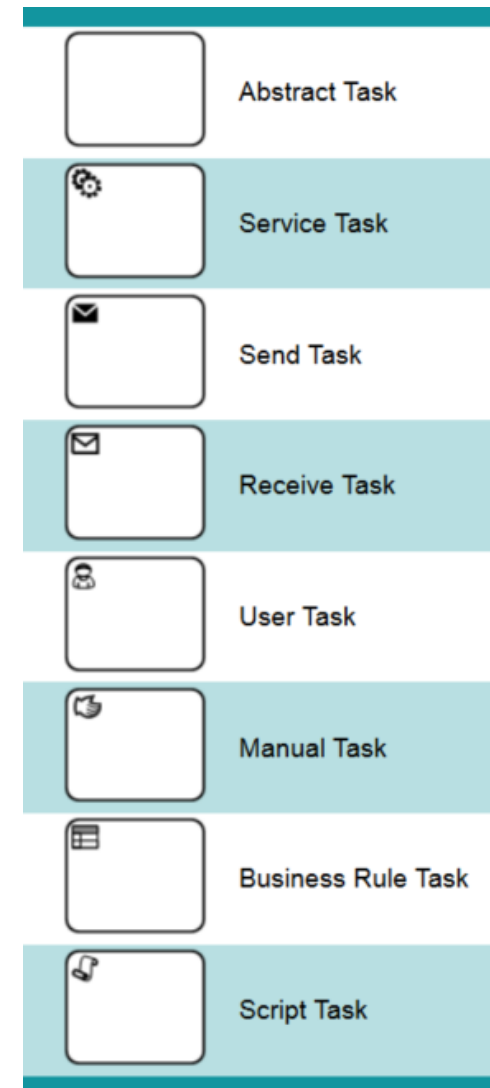 Abstract Task
Service Task
Send Task
Receive Task
User Task
Manual Task
Business Rule Task
Script Task